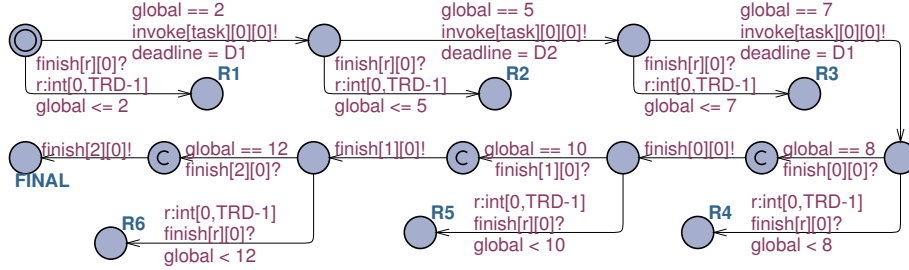 global == 2
invoke[task][0][0]!
deadline = D1
finish[r][0]?
r:int[0,TRD-1]
global <= 2
R1
global == 5
invoke[task][0][0]!
deadline = D2
finish[r][0]?
r:int[0,TRD-1]
global <= 5
R2
global == 7
invoke[task][0][0]!
deadline = D1
finish[r][0]?
r:int[0,TRD-1]
global <= 7
R3
finish[2][0]!
FINAL
C
global == 12
finish[2][0]?
finish[1][0]!
C
global == 10
finish[1][0]?
finish[0][0]!
C
global == 8
finish[0][0]?
R6
r:int[0,TRD-1]
finish[r][0]?
global < 12
R5
r:int[0,TRD-1]
finish[r][0]?
global < 10
R4
r:int[0,TRD-1]
finish[r][0]?
global < 8